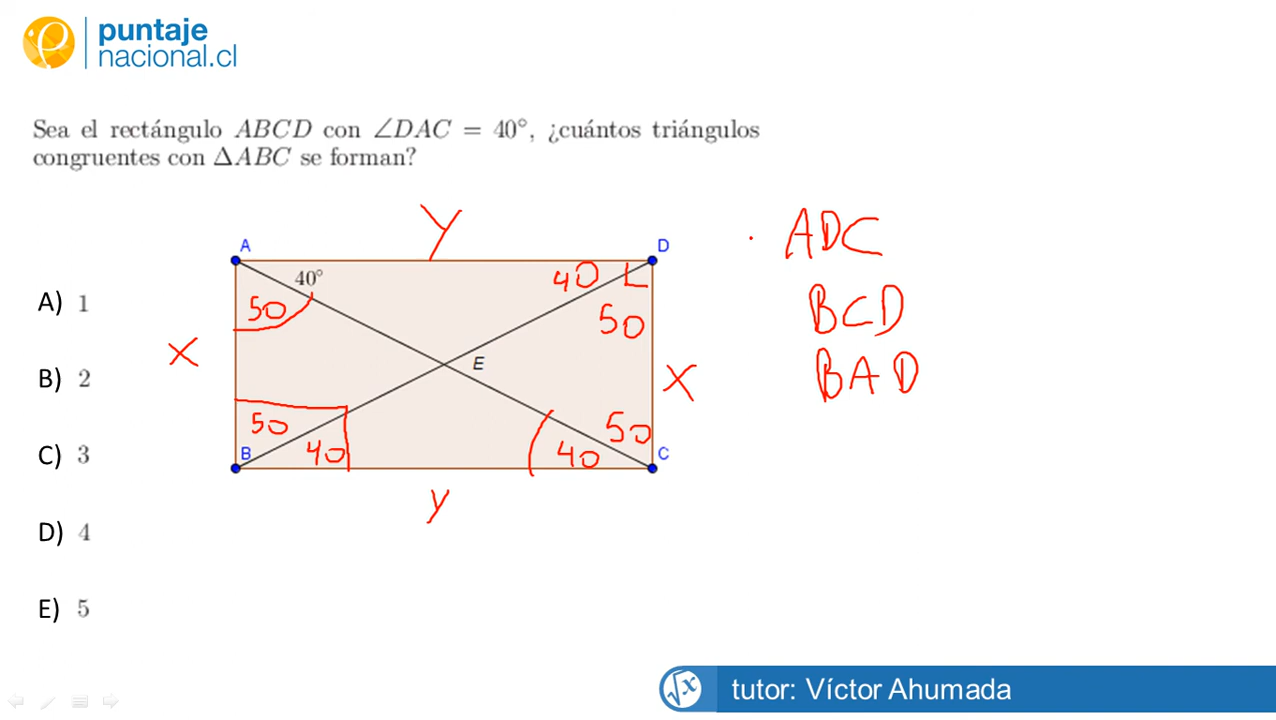 puntaje
nacional.cl
Sea el rectángulo ABCD con ∠DAC = 40°, ¿cuántos triángulos
congruentes con ΔABC se forman?
y
A
D
ADC
40°
40
50
50
BCD
A) 1
x
E
x
BAD
B) 2
50
40
50
40
B
C
C) 3
y
D) 4
E) 5
√x tutor: Víctor Ahumada